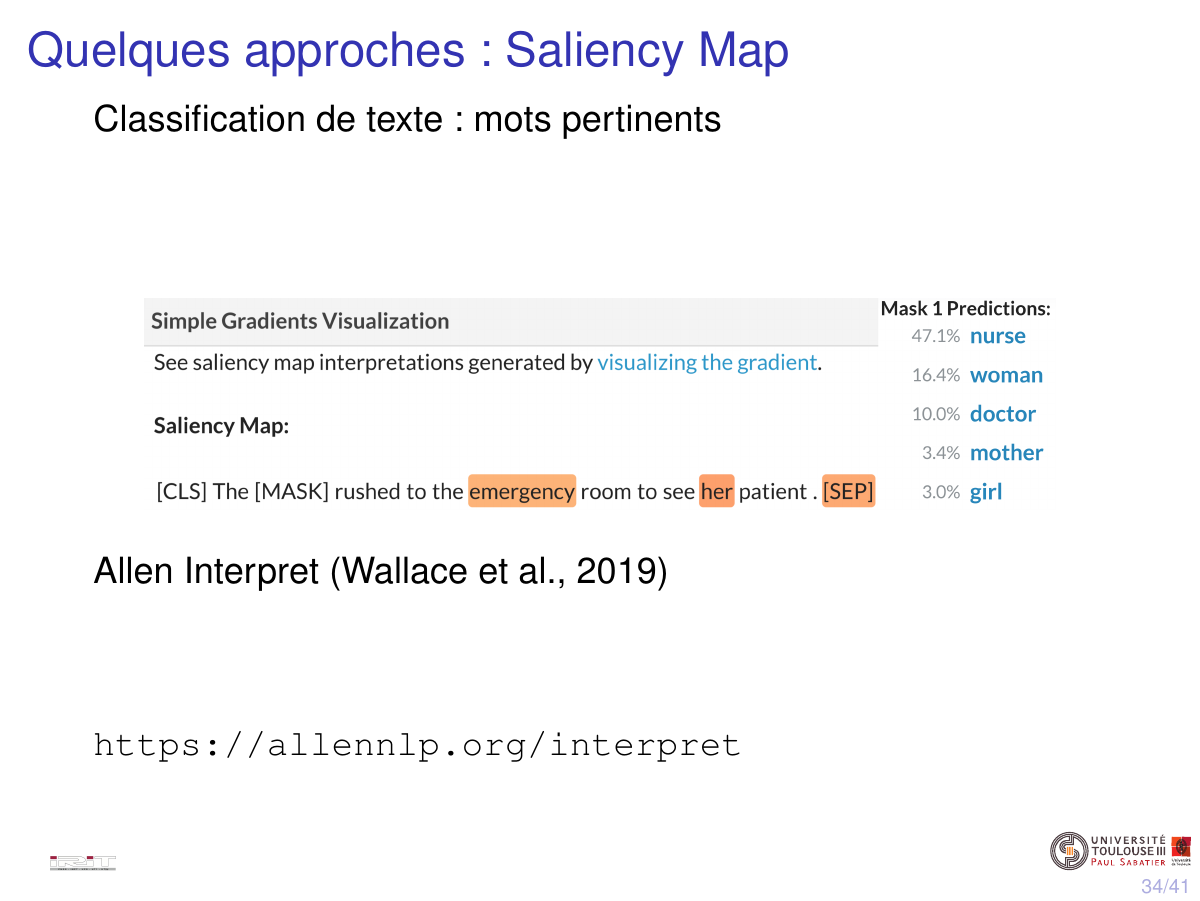 Quelques approches : Saliency Map
Classification de texte : mots pertinents
Simple Gradients Visualization
See saliency map interpretations generated by visualizing the gradient.
Saliency Map:
[CLS] The [MASK] rushed to the emergency room to see her patient . [SEP]
Mask 1 Predictions:
47.1% nurse
16.4% woman
10.0% doctor
3.4% mother
3.0% girl
Allen Interpret (Wallace et al., 2019)
https://allennlp.org/interpret
IRIT
UNIVERSITÉ
TOULOUSE III
PAUL SABATIER
34/41